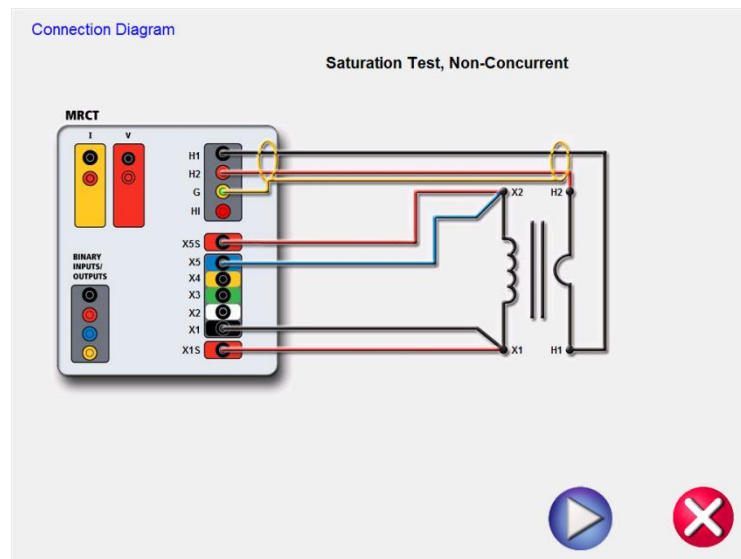 Connection Diagram
Saturation Test, Non-Concurrent
MRCT
I V
H1
H2
G
HI
X5S
X5
X4
X3
X2
X1
X1S
BINARY
INPUTS/
OUTPUTS
X2 H2
X1 H1